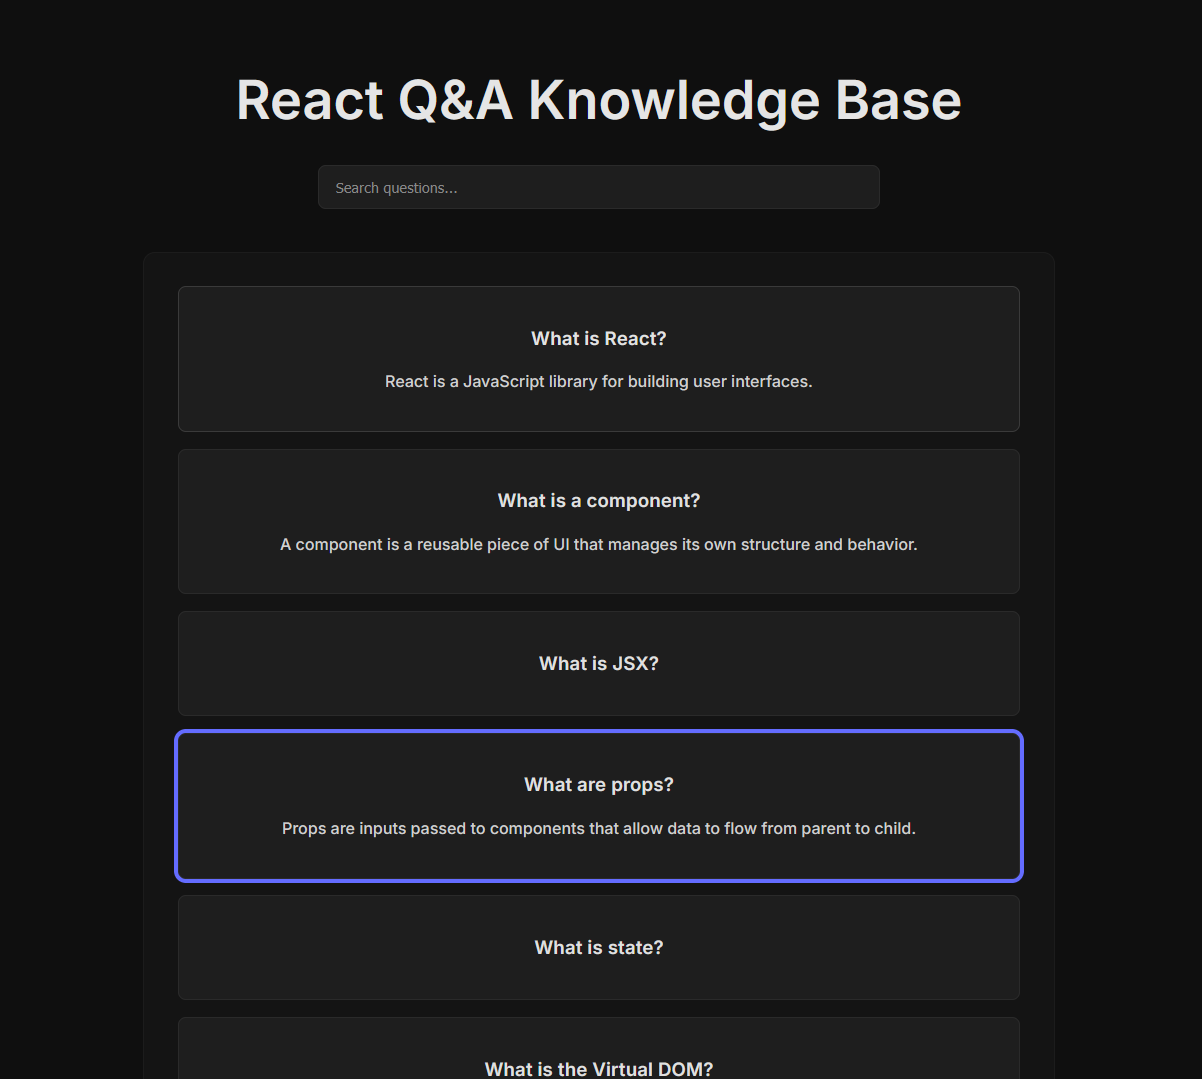 React Q&A Knowledge Base
Search questions...
What is React?
React is a JavaScript library for building user interfaces.
What is a component?
A component is a reusable piece of UI that manages its own structure and behavior.
What is JSX?
What are props?
Props are inputs passed to components that allow data to flow from parent to child.
What is state?
What is the Virtual DOM?